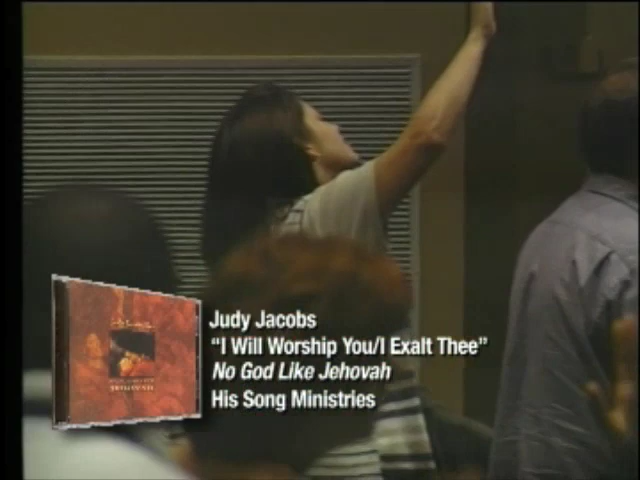 Judy Jacobs
“I Will Worship You/I Exalt Thee”
No God Like Jehovah
His Song Ministries